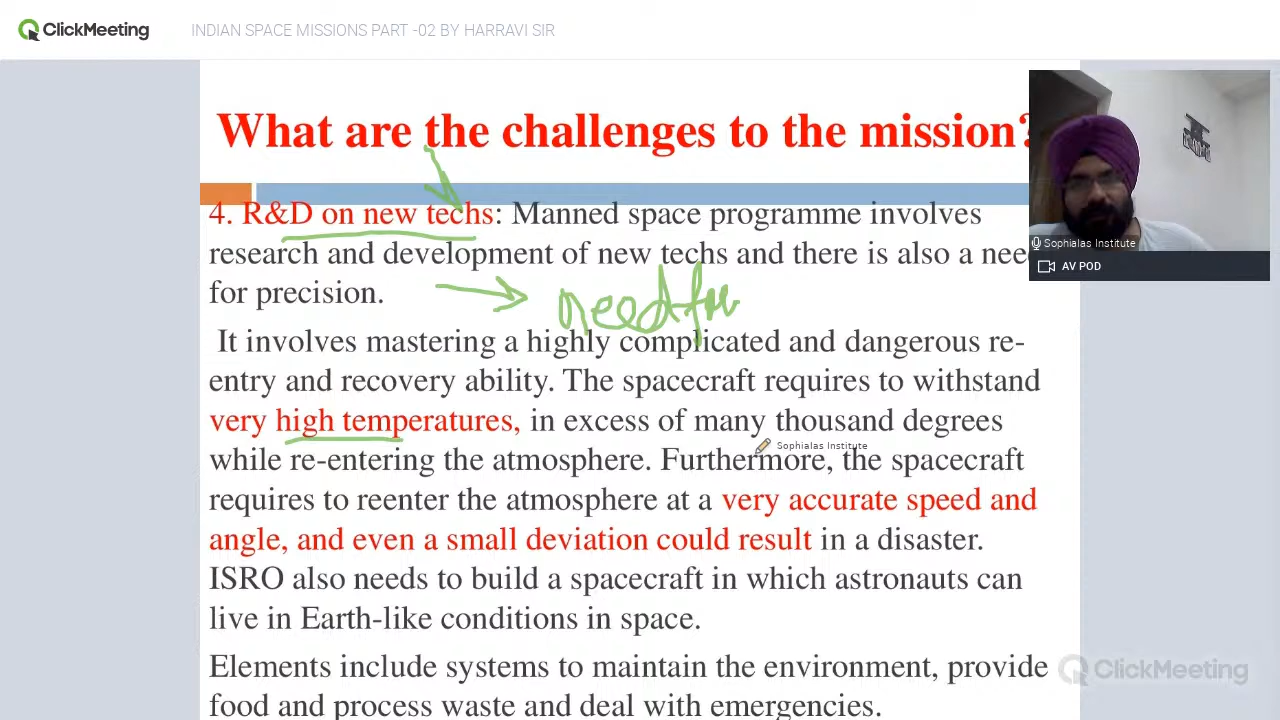 ClickMeeting
INDIAN SPACE MISSIONS PART -02 BY HARRAVI SIR
What are the challenges to the mission?
Sophialas Institute
AV POD
4. R&D on new techs: Manned space programme involves
research and development of new techs and there is also a nee
for precision.
need for
It involves mastering a highly complicated and dangerous re-
entry and recovery ability. The spacecraft requires to withstand
very high temperatures, in excess of many thousand degrees
Sophialas Institute
while re-entering the atmosphere. Furthermore, the spacecraft
requires to reenter the atmosphere at a very accurate speed and
angle, and even a small deviation could result in a disaster.
ISRO also needs to build a spacecraft in which astronauts can
live in Earth-like conditions in space.
Elements include systems to maintain the environment, provide
food and process waste and deal with emergencies.
ClickMeeting